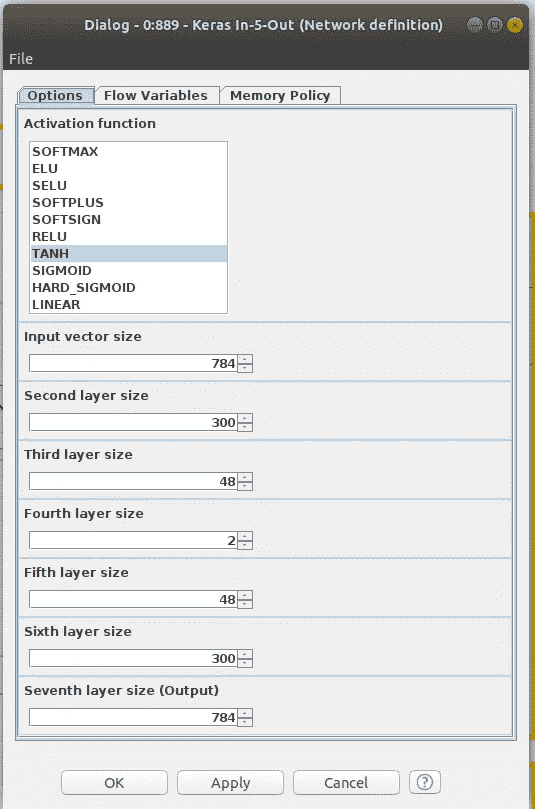 Dialog - 0:889 - Keras In-5-Out (Network definition)
File
Options Flow Variables Memory Policy
Activation function
SOFTMAX
ELU
SELU
SOFTPLUS
SOFTSIGN
RELU
TANH
SIGMOID
HARD_SIGMOID
LINEAR
Input vector size
784
Second layer size
300
Third layer size
48
Fourth layer size
2
Fifth layer size
48
Sixth layer size
300
Seventh layer size (Output)
784
OK Apply Cancel ?